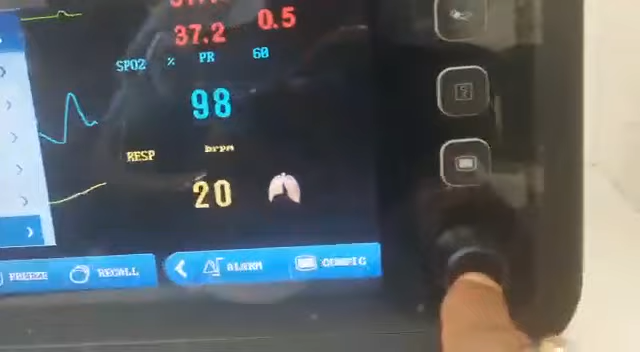 37.2 0.5
SPO2 % PR 60
98
RESP brpm
20
FREEZE RECALL ALARM CONFIG